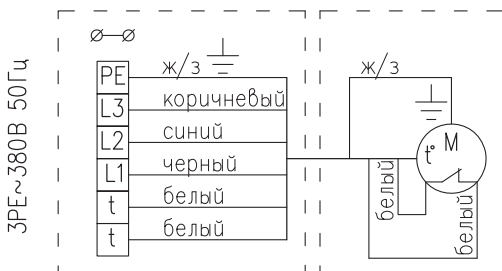 3PE~380В 50Гц
PE ж/з
L3 коричневый
L2 синий
L1 черный
t белый
t белый
ж/з
M
t°
белый
белый